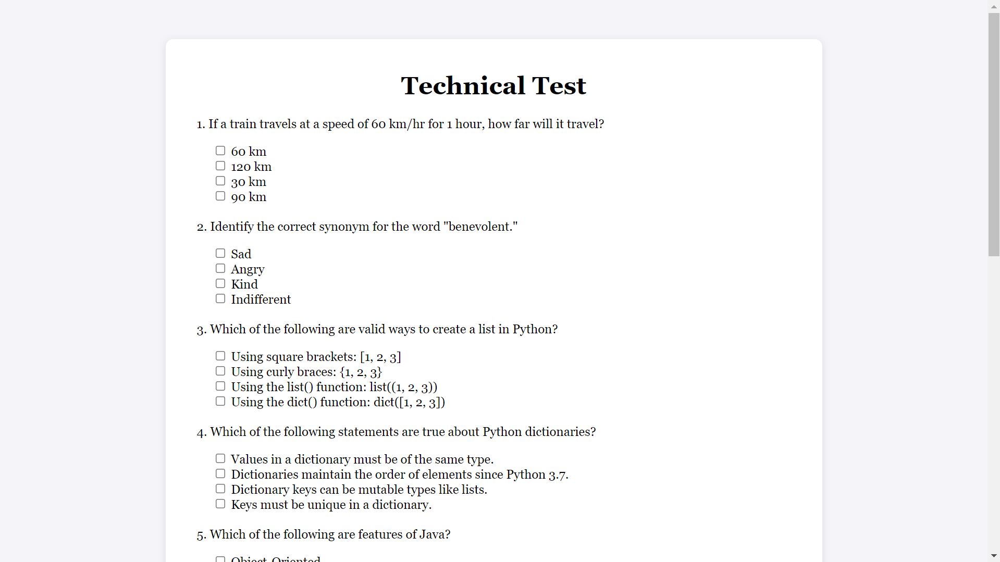 Technical Test
1. If a train travels at a speed of 60 km/hr for 1 hour, how far will it travel?
60 km
120 km
30 km
90 km
2. Identify the correct synonym for the word "benevolent."
Sad
Angry
Kind
Indifferent
3. Which of the following are valid ways to create a list in Python?
Using square brackets: [1, 2, 3]
Using curly braces: {1, 2, 3}
Using the list() function: list((1, 2, 3))
Using the dict() function: dict([1, 2, 3])
4. Which of the following statements are true about Python dictionaries?
Values in a dictionary must be of the same type.
Dictionaries maintain the order of elements since Python 3.7.
Dictionary keys can be mutable types like lists.
Keys must be unique in a dictionary.
5. Which of the following are features of Java?
Object-Oriented